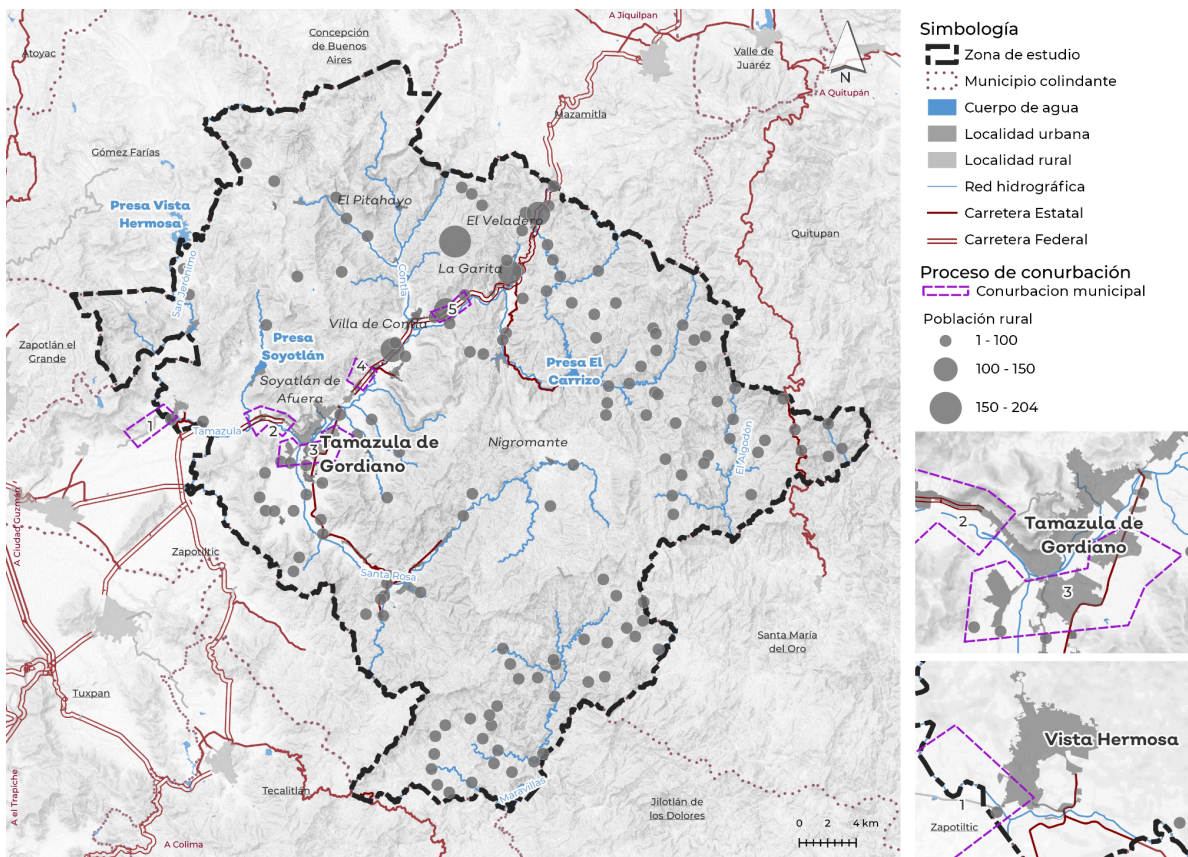 A Jiquilpan
Concepción
de Buenos
Aires
Atoyac
Valle de
Juaréz
N
A Quitupán
Mazamitla
Gómez Farías
El Pitahayo
Presa Vista
Hermosa
El Veladero
Quitupan
San Jerónimo
Contla
La Garita
5
Villa de Contla
Zapotlán el
Grande
Presa
Soyotlán
4
Presa El
Carrizo
Soyatlán de
Afuera
1
Tamazula
2
3
Tamazula de
Gordiano
Nigromante
El Algodón
A Ciudad Guzmán
Zapotiltic
Santa Rosa
Santa María
del Oro
Tuxpan
A el Trapiche
Tecalitlán
Maravillas
Jilotlán de
los Dolores
A Colima
0 2 4 km
Simbología
Zona de estudio
Municipio colindante
Cuerpo de agua
Localidad urbana
Localidad rural
Red hidrográfica
Carretera Estatal
Carretera Federal
Proceso de conurbación
Conurbacion municipal
Población rural
1 - 100
100 - 150
150 - 204
2
Tamazula de
Gordiano
3
Vista Hermosa
1
Zapotiltic